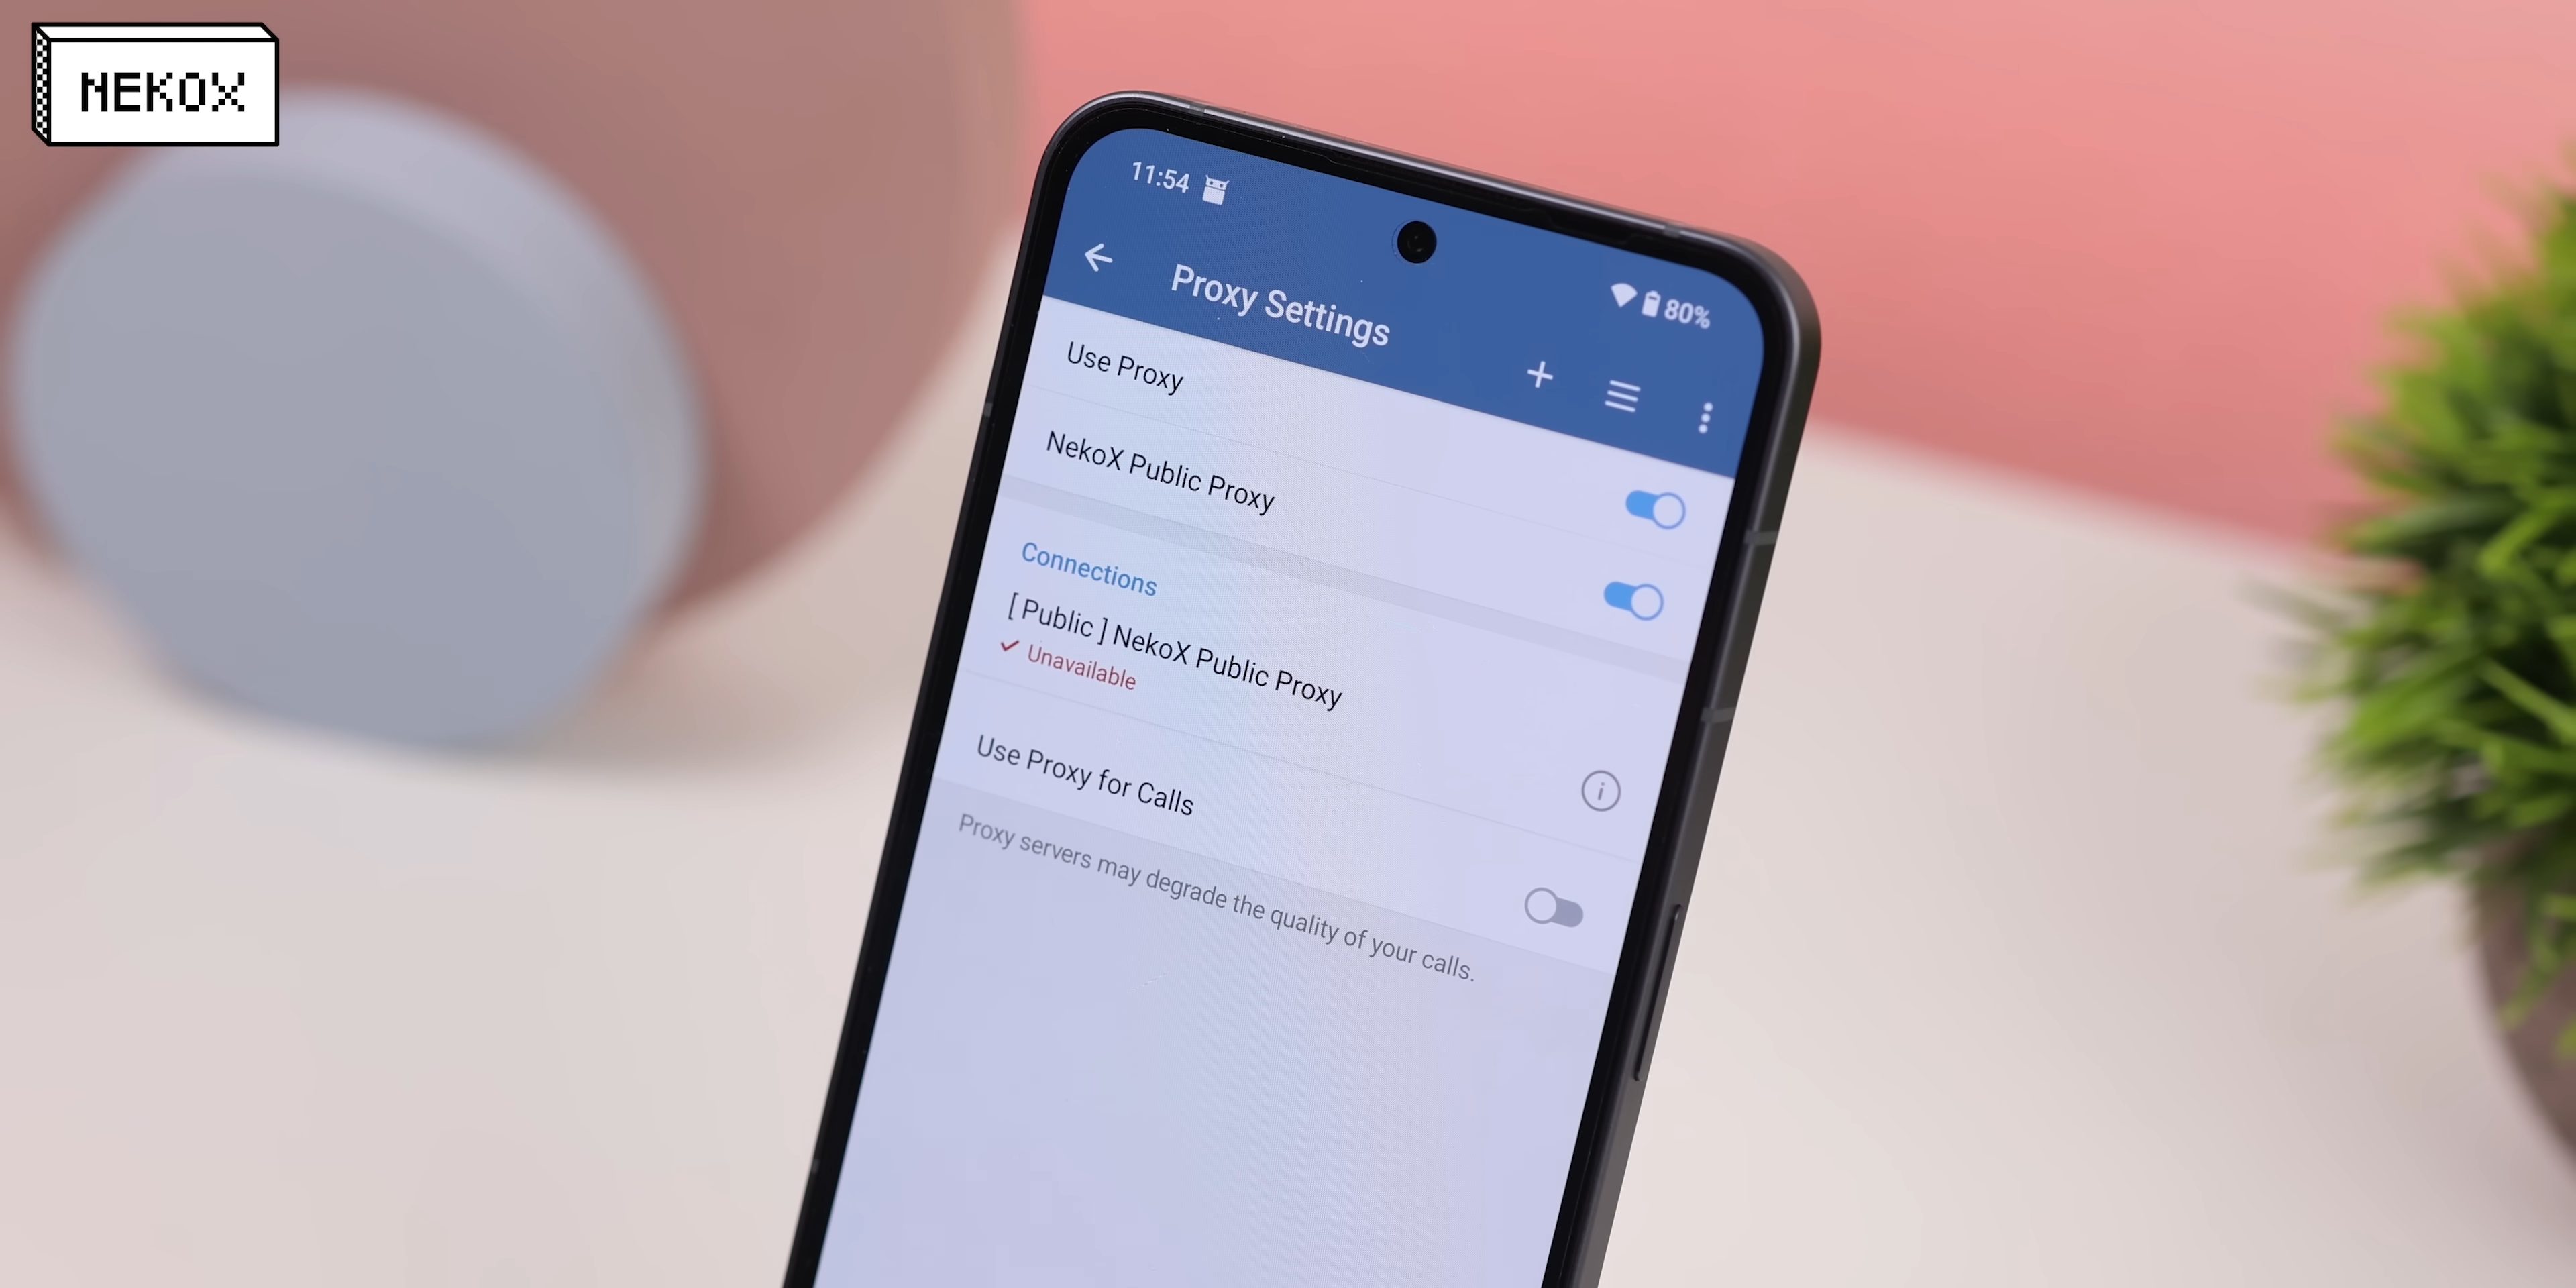 NEKOX
11:54
80%
Proxy Settings
Use Proxy
NekoX Public Proxy
Connections
[ Public ] NekoX Public Proxy
Unavailable
Use Proxy for Calls
Proxy servers may degrade the quality of your calls.